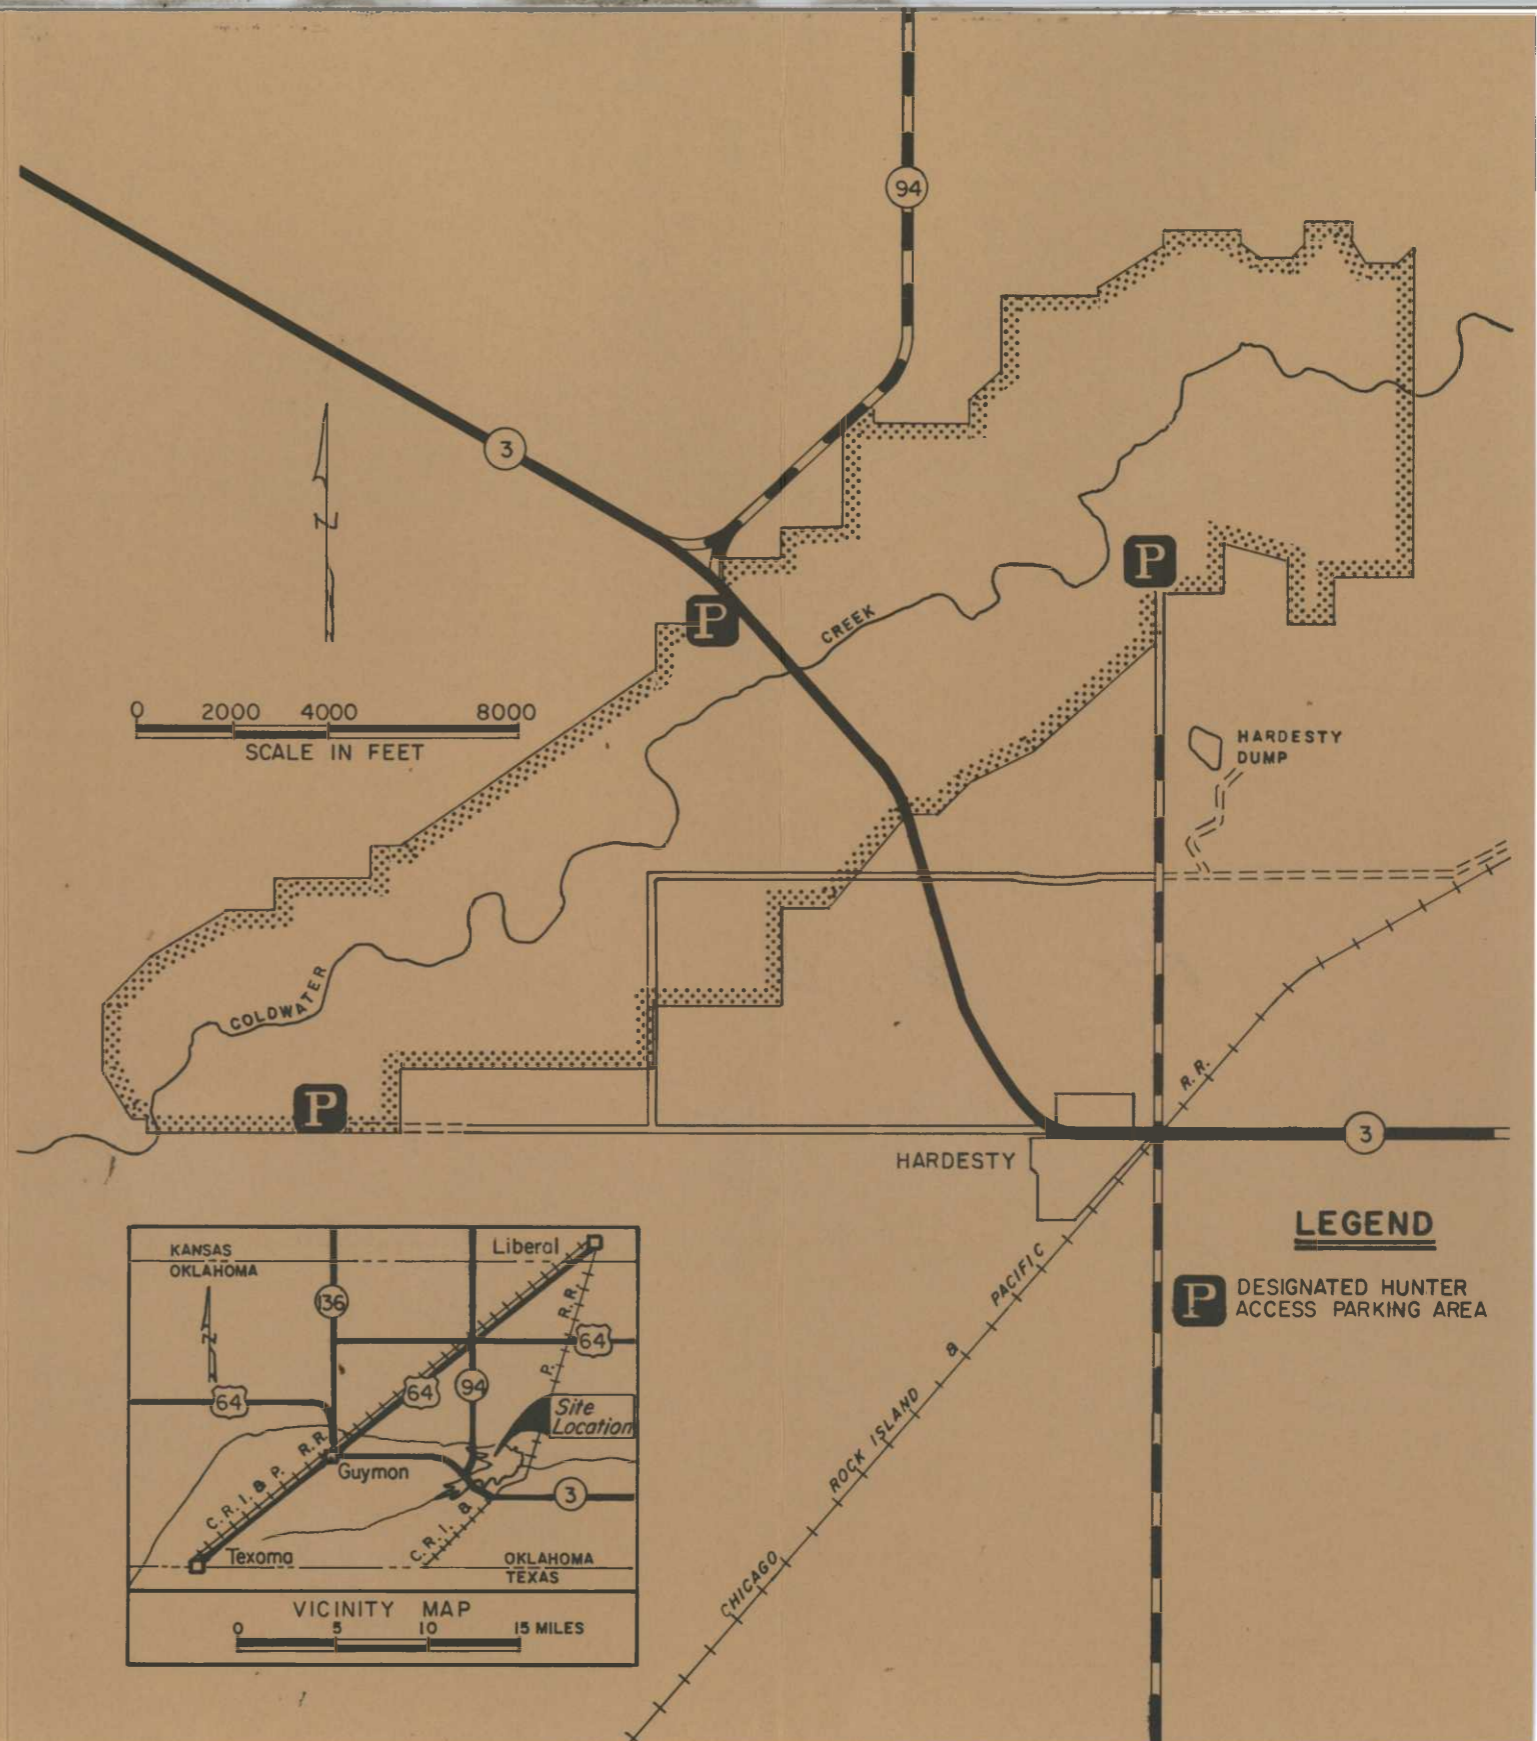 94
3
N
P
P
CREEK
0 2000 4000 8000
SCALE IN FEET
HARDESTY
DUMP
COLDWATER
P
R.R.
3
HARDESTY
LEGEND
P DESIGNATED HUNTER
ACCESS PARKING AREA
PACIFIC
&
ROCK ISLAND
CHICAGO
KANSAS
OKLAHOMA
Liberal
136
N
R.R.
64
P.
64
64
94
Site
Location
R.R.
Guymon
C.R.I. & P.
3
&
C.R.I.
Texoma
OKLAHOMA
TEXAS
VICINITY MAP
0 5 10 15 MILES